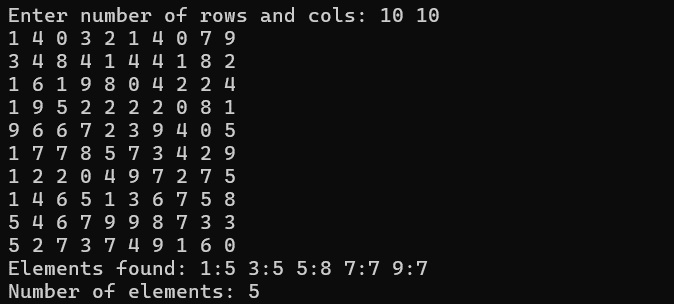 Enter number of rows and cols: 10 10
1 4 0 3 2 1 4 0 7 9
3 4 8 4 1 4 4 1 8 2
1 6 1 9 8 0 4 2 2 4
1 9 5 2 2 2 2 0 8 1
9 6 6 7 2 3 9 4 0 5
1 7 7 8 5 7 3 4 2 9
1 2 2 0 4 9 7 2 7 5
1 4 6 5 1 3 6 7 5 8
5 4 6 7 9 9 8 7 3 3
5 2 7 3 7 4 9 1 6 0
Elements found: 1:5 3:5 5:8 7:7 9:7
Number of elements: 5